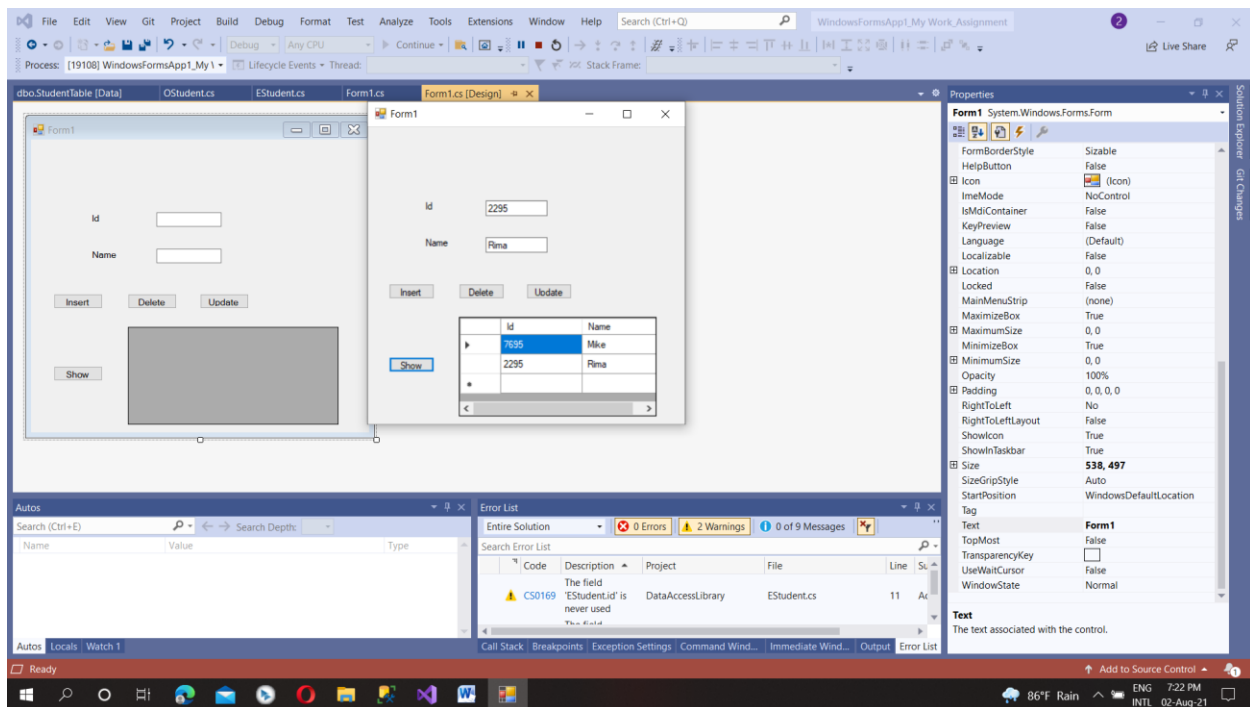 File Edit View Git Project Build Debug Format Test Analyze Tools Extensions Window Help Search (Ctrl+Q) WindowsFormsApp1_My Work_Assignment 2
Debug Any CPU Continue Live Share
Process: [19108] WindowsFormsApp1_My \ Lifecycle Events Thread: Stack Frame:
dbo.StudentTable [Data] OStudent.cs EStudent.cs Form1.cs Form1.cs [Design]
Form1
Id
Name
Insert Delete Update
Show
Form1
Id 2295
Name Rima
Insert Delete Update
Id Name
7695 Mike
2295 Rima
Show
Properties
Form1 System.Windows.Forms.Form
FormBorderStyle Sizable
HelpButton False
Icon (Icon)
ImeMode NoControl
IsMdiContainer False
KeyPreview False
Language (Default)
Localizable False
Location 0, 0
Locked False
MainMenuStrip (none)
MaximizeBox True
MaximumSize 0, 0
MinimizeBox True
MinimumSize 0, 0
Opacity 100%
Padding 0, 0, 0, 0
RightToLeft No
RightToLeftLayout False
ShowIcon True
ShowInTaskbar True
Size 538, 497
SizeGripStyle Auto
StartPosition WindowsDefaultLocation
Tag
Text Form1
TopMost False
TransparencyKey
UseWaitCursor False
WindowState Normal
Text
The text associated with the control.
Solution Explorer
Git Changes
Autos
Search (Ctrl+E) Search Depth:
Name Value Type
Autos Locals Watch 1
Error List
Entire Solution 0 Errors 2 Warnings 0 of 9 Messages
Search Error List
Code Description Project File Line Su
CS0169 The field
'EStudent.id' is DataAccessLibrary EStudent.cs 11 Ac
never used
The field
Call Stack Breakpoints Exception Settings Command Wind... Immediate Wind... Output Error List
Ready Add to Source Control 1
86°F Rain ENG INTL 7:22 PM 02-Aug-21